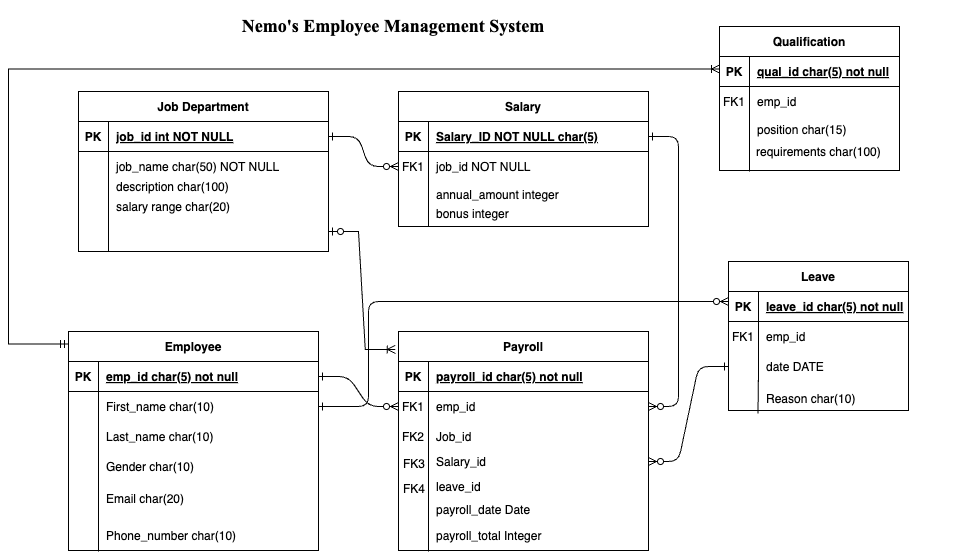 Nemo's Employee Management System
Qualification
PK qual_id char(5) not null
FK1 emp_id
position char(15)
requirements char(100)
Job Department
PK job_id int NOT NULL
job_name char(50) NOT NULL
description char(100)
salary range char(20)
Salary
PK Salary_ID NOT NULL char(5)
FK1 job_id NOT NULL
annual_amount integer
bonus integer
Leave
PK leave_id char(5) not null
FK1 emp_id
date DATE
Reason char(10)
Employee
PK emp_id char(5) not null
First_name char(10)
Last_name char(10)
Gender char(10)
Email char(20)
Phone_number char(10)
Payroll
PK payroll_id char(5) not null
FK1 emp_id
FK2 Job_id
FK3 Salary_id
FK4 leave_id
payroll_date Date
payroll_total Integer